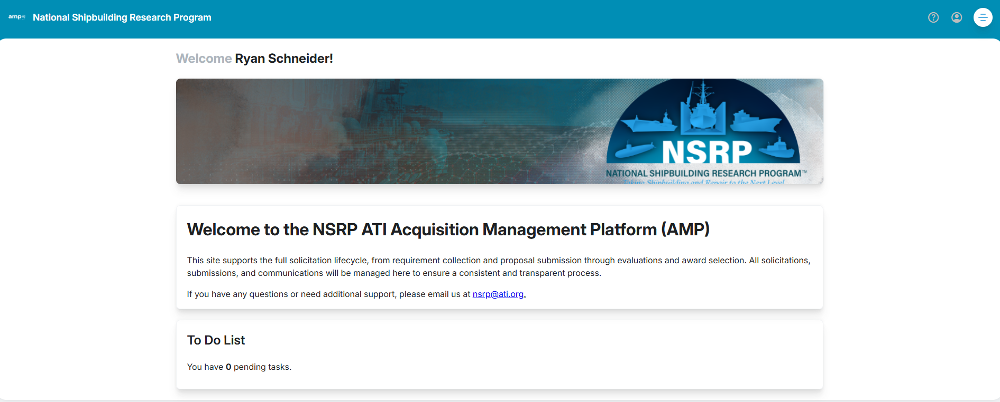 amp
National Shipbuilding Research Program
Welcome Ryan Schneider!
NSRP
NATIONAL SHIPBUILDING RESEARCH PROGRAM™
Taking Shipbuilding and Repair to the Next Level
Welcome to the NSRP ATI Acquisition Management Platform (AMP)
This site supports the full solicitation lifecycle, from requirement collection and proposal submission through evaluations and award selection. All solicitations,
submissions, and communications will be managed here to ensure a consistent and transparent process.
If you have any questions or need additional support, please email us at nsrp@ati.org.
To Do List
You have 0 pending tasks.